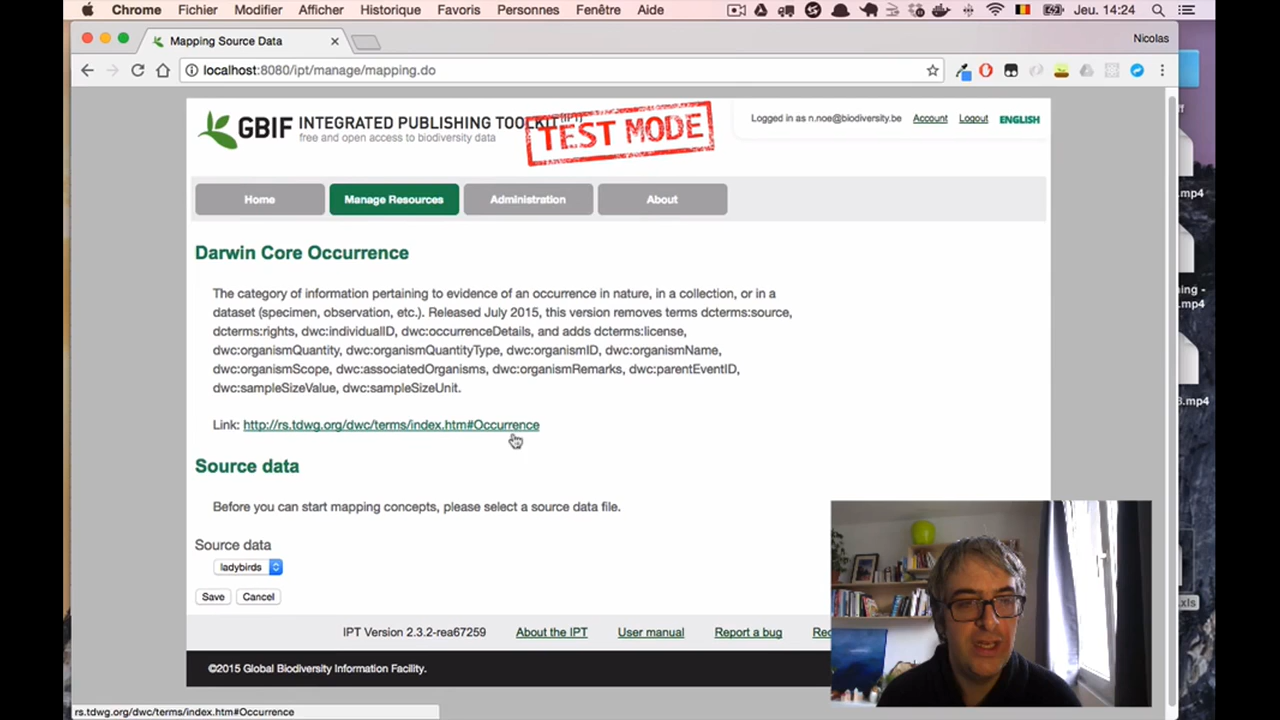 Chrome Fichier Modifier Afficher Historique Favoris Personnes Fenêtre Aide Jeu. 14:24
Mapping Source Data Nicolas
localhost:8080/ipt/manage/mapping.do
GBIF INTEGRATED PUBLISHING TOOLKIT (IPT)
free and open access to biodiversity data
TEST MODE
Logged in as n.noe@biodiversity.be Account Logout ENGLISH
.mp4
Home Manage Resources Administration About
Darwin Core Occurrence
The category of information pertaining to evidence of an occurrence in nature, in a collection, or in a
dataset (specimen, observation, etc.). Released July 2015, this version removes terms dcterms:source,
dcterms:rights, dwc:individualID, dwc:occurrenceDetails, and adds dcterms:license,
dwc:organismQuantity, dwc:organismQuantityType, dwc:organismID, dwc:organismName,
dwc:organismScope, dwc:associatedOrganisms, dwc:organismRemarks, dwc:parentEventID,
dwc:sampleSizeValue, dwc:sampleSizeUnit.
ning -
.mp4
3.mp4
Link: http://rs.tdwg.org/dwc/terms/index.htm#Occurrence
Source data
Before you can start mapping concepts, please select a source data file.
Source data
ladybirds
Save Cancel
.xls
IPT Version 2.3.2-rea67259 About the IPT User manual Report a bug
©2015 Global Biodiversity Information Facility.
rs.tdwg.org/dwc/terms/index.htm#Occurrence